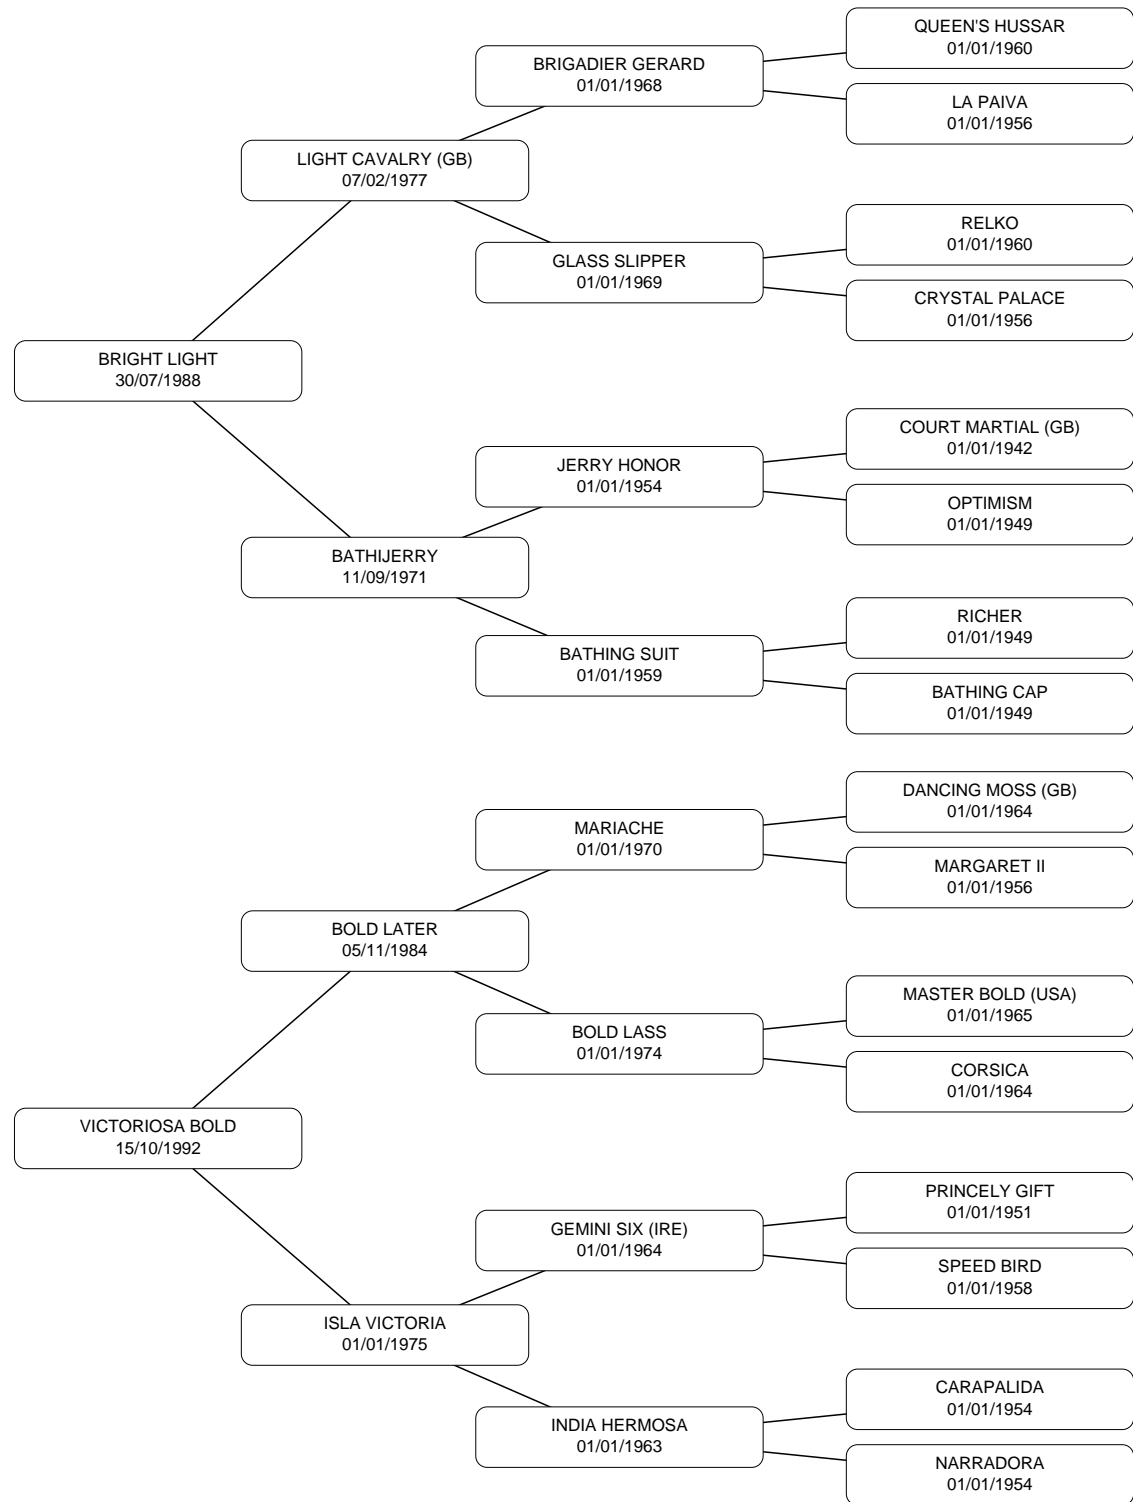 QUEEN'S HUSSAR
01/01/1960
BRIGADIER GERARD
01/01/1968
LA PAIVA
01/01/1956
LIGHT CAVALRY (GB)
07/02/1977
RELKO
01/01/1960
GLASS SLIPPER
01/01/1969
CRYSTAL PALACE
01/01/1956
BRIGHT LIGHT
30/07/1988
COURT MARTIAL (GB)
01/01/1942
JERRY HONOR
01/01/1954
OPTIMISM
01/01/1949
BATHIJERRY
11/09/1971
RICHER
01/01/1949
BATHING SUIT
01/01/1959
BATHING CAP
01/01/1949
DANCING MOSS (GB)
01/01/1964
MARIACHE
01/01/1970
MARGARET II
01/01/1956
BOLD LATER
05/11/1984
MASTER BOLD (USA)
01/01/1965
BOLD LASS
01/01/1974
CORSICA
01/01/1964
VICTORIOSA BOLD
15/10/1992
PRINCELY GIFT
01/01/1951
GEMINI SIX (IRE)
01/01/1964
SPEED BIRD
01/01/1958
ISLA VICTORIA
01/01/1975
CARAPALIDA
01/01/1954
INDIA HERMOSA
01/01/1963
NARRADORA
01/01/1954